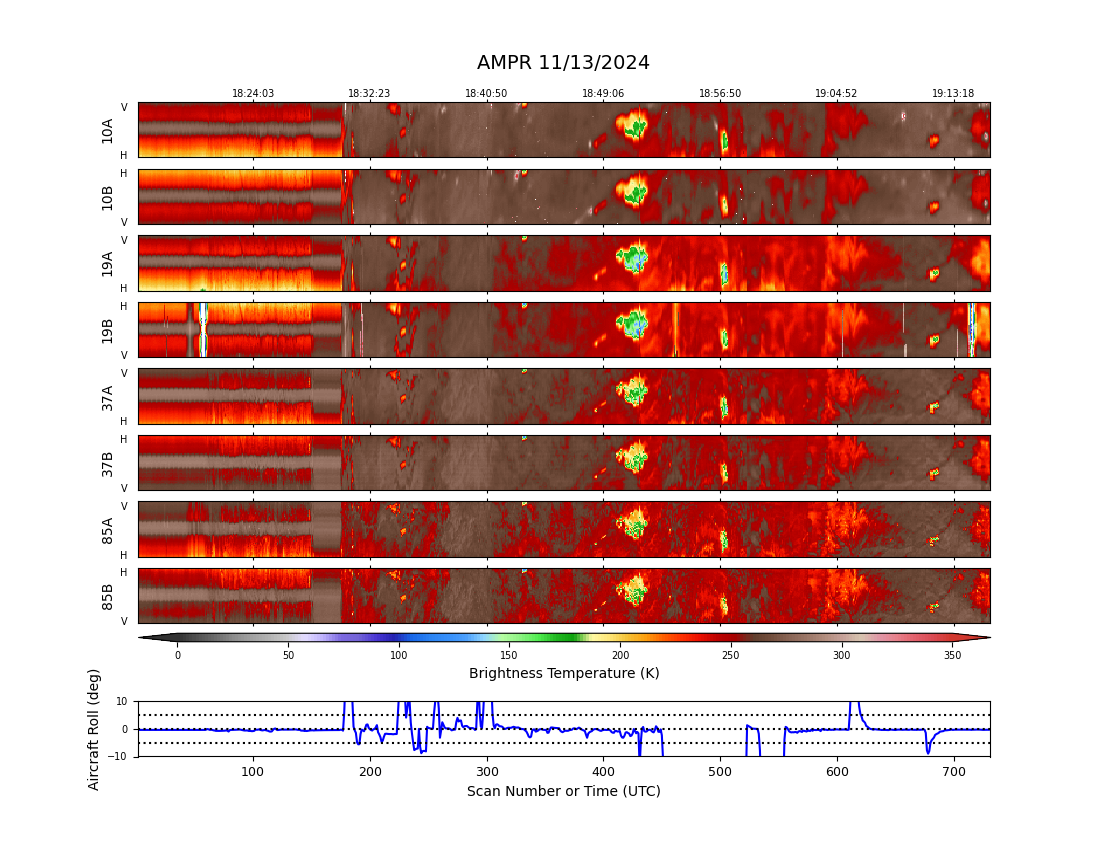 AMPR 11/13/2024
18:24:03 18:32:23 18:40:50 18:49:06 18:56:50 19:04:52 19:13:18
V
10A
H
H
10B
V
V
19A
H
H
19B
V
V
37A
H
H
37B
V
V
85A
H
H
85B
V
0 50 100 150 200 250 300 350
Brightness Temperature (K)
Aircraft Roll (deg)
10
0
−10
100 200 300 400 500 600 700
Scan Number or Time (UTC)